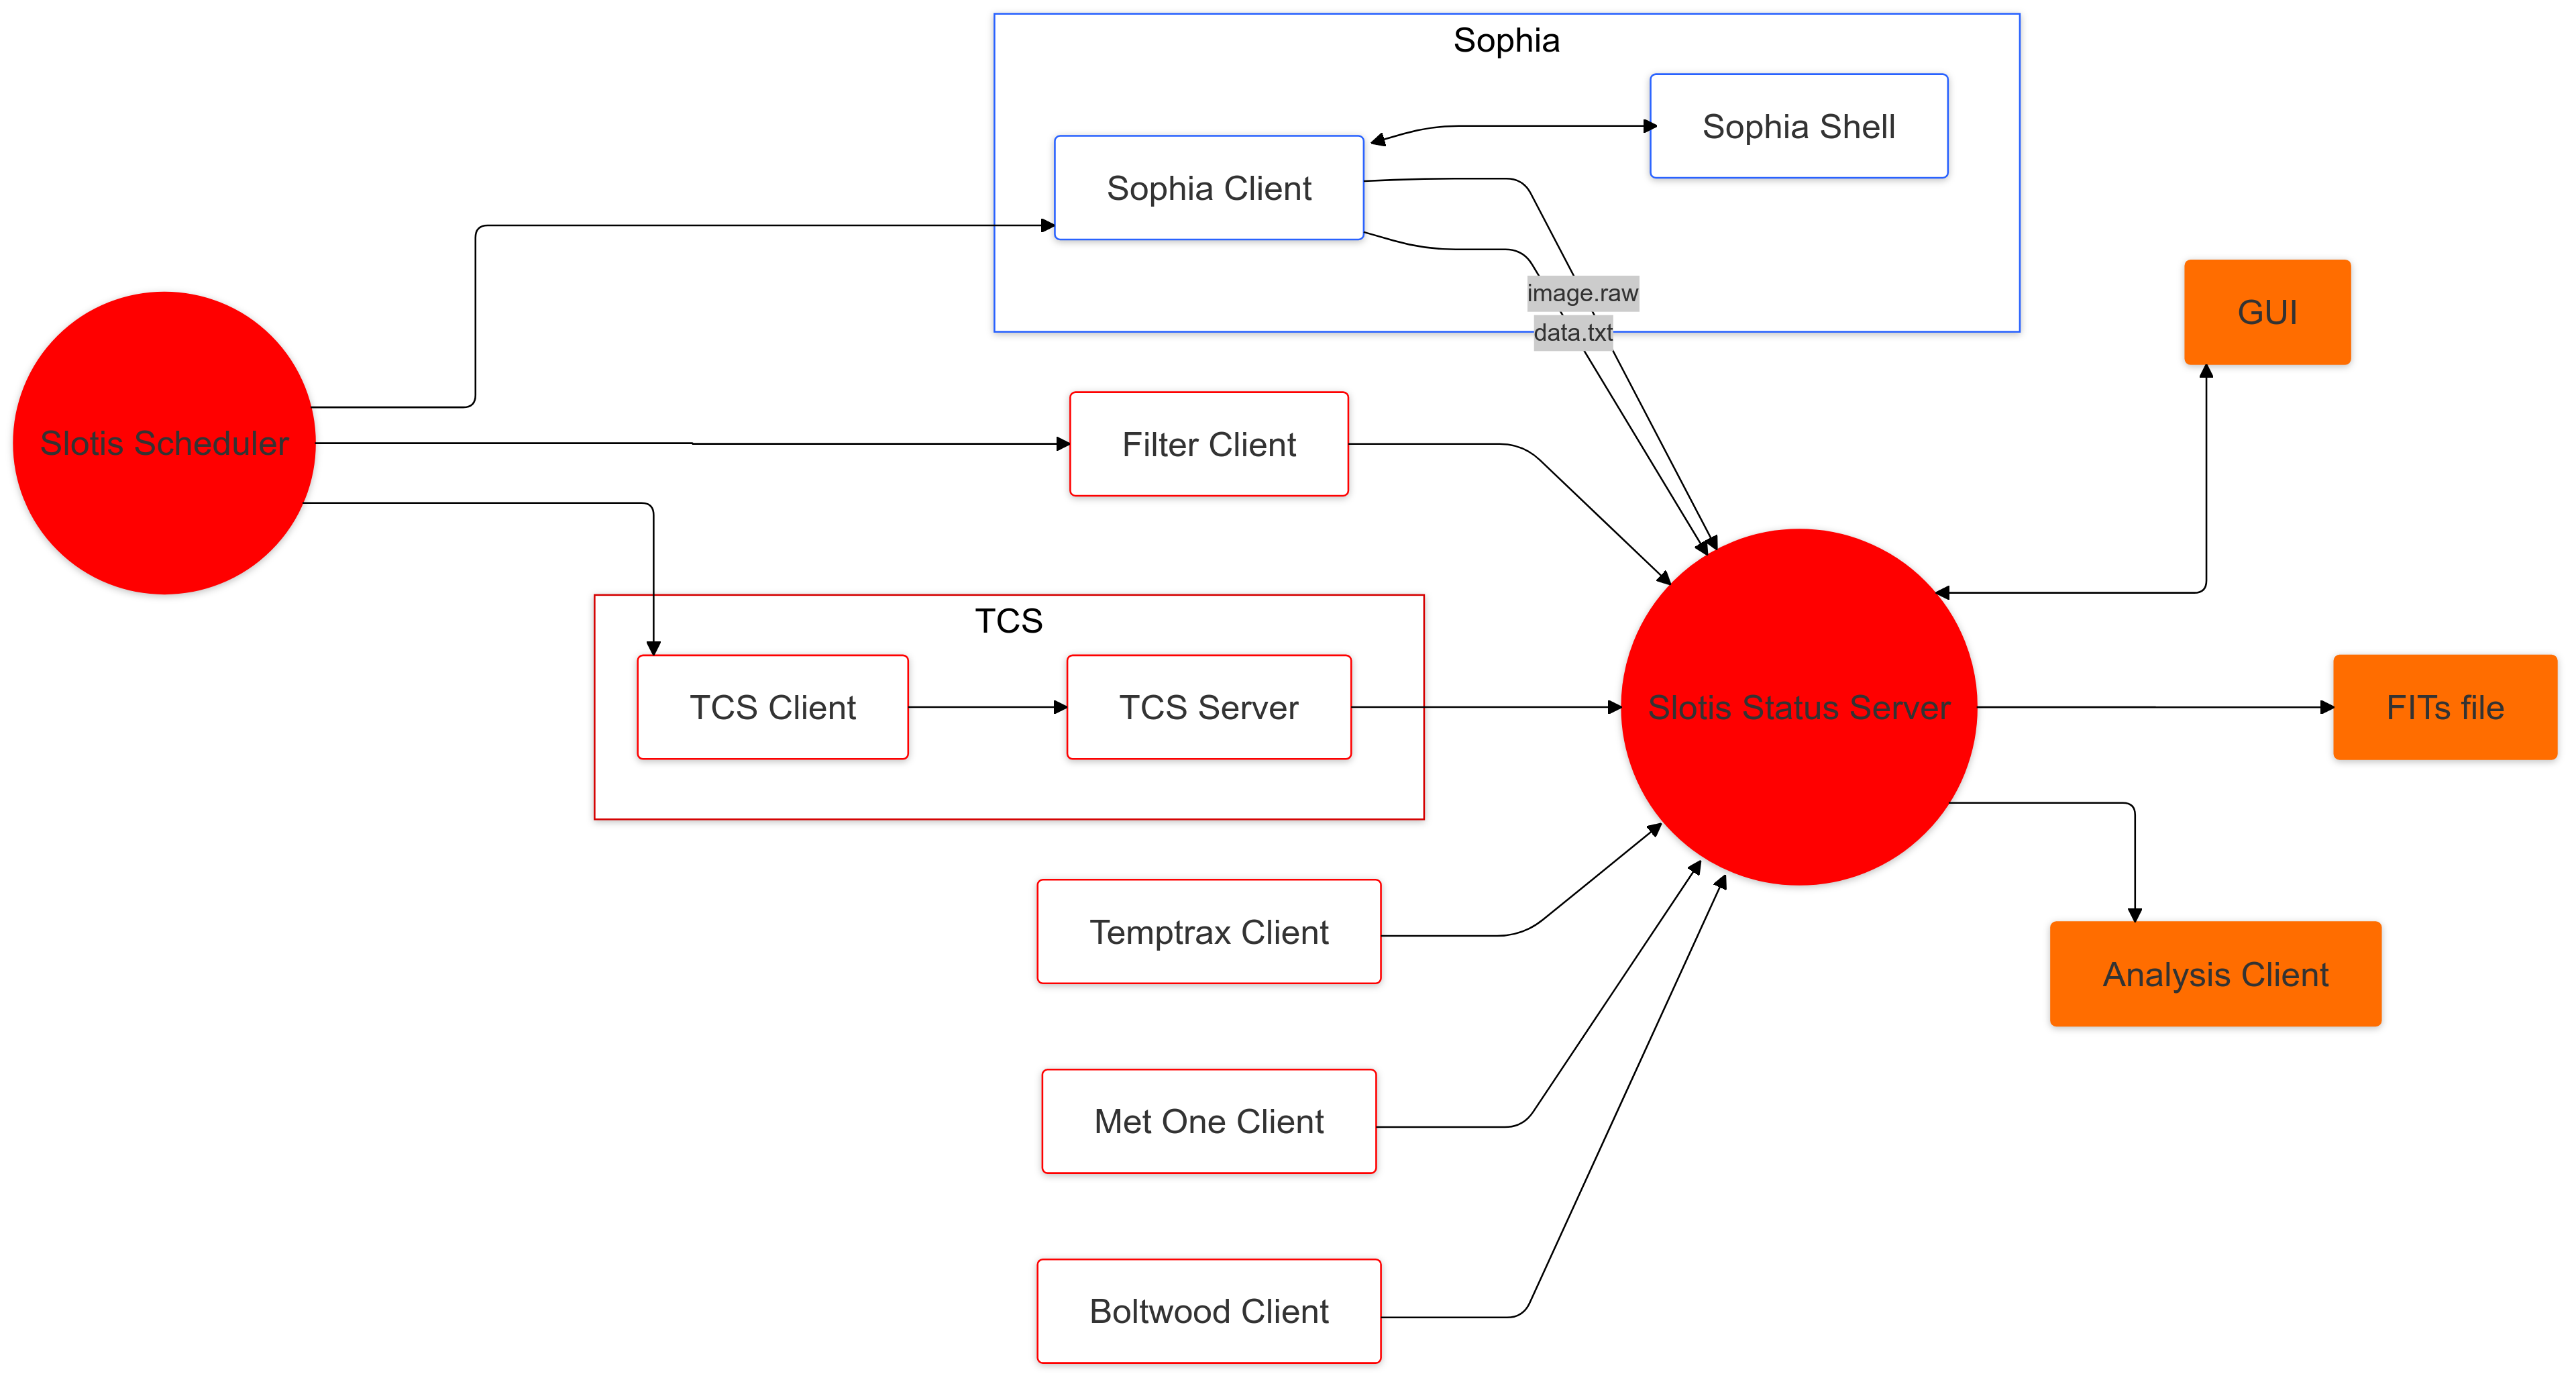 Sophia
Sophia Shell
Sophia Client
image.raw
data.txt
GUI
Slotis Scheduler
Filter Client
TCS
TCS Client
TCS Server
Slotis Status Server
FITs file
Temptrax Client
Analysis Client
Met One Client
Boltwood Client